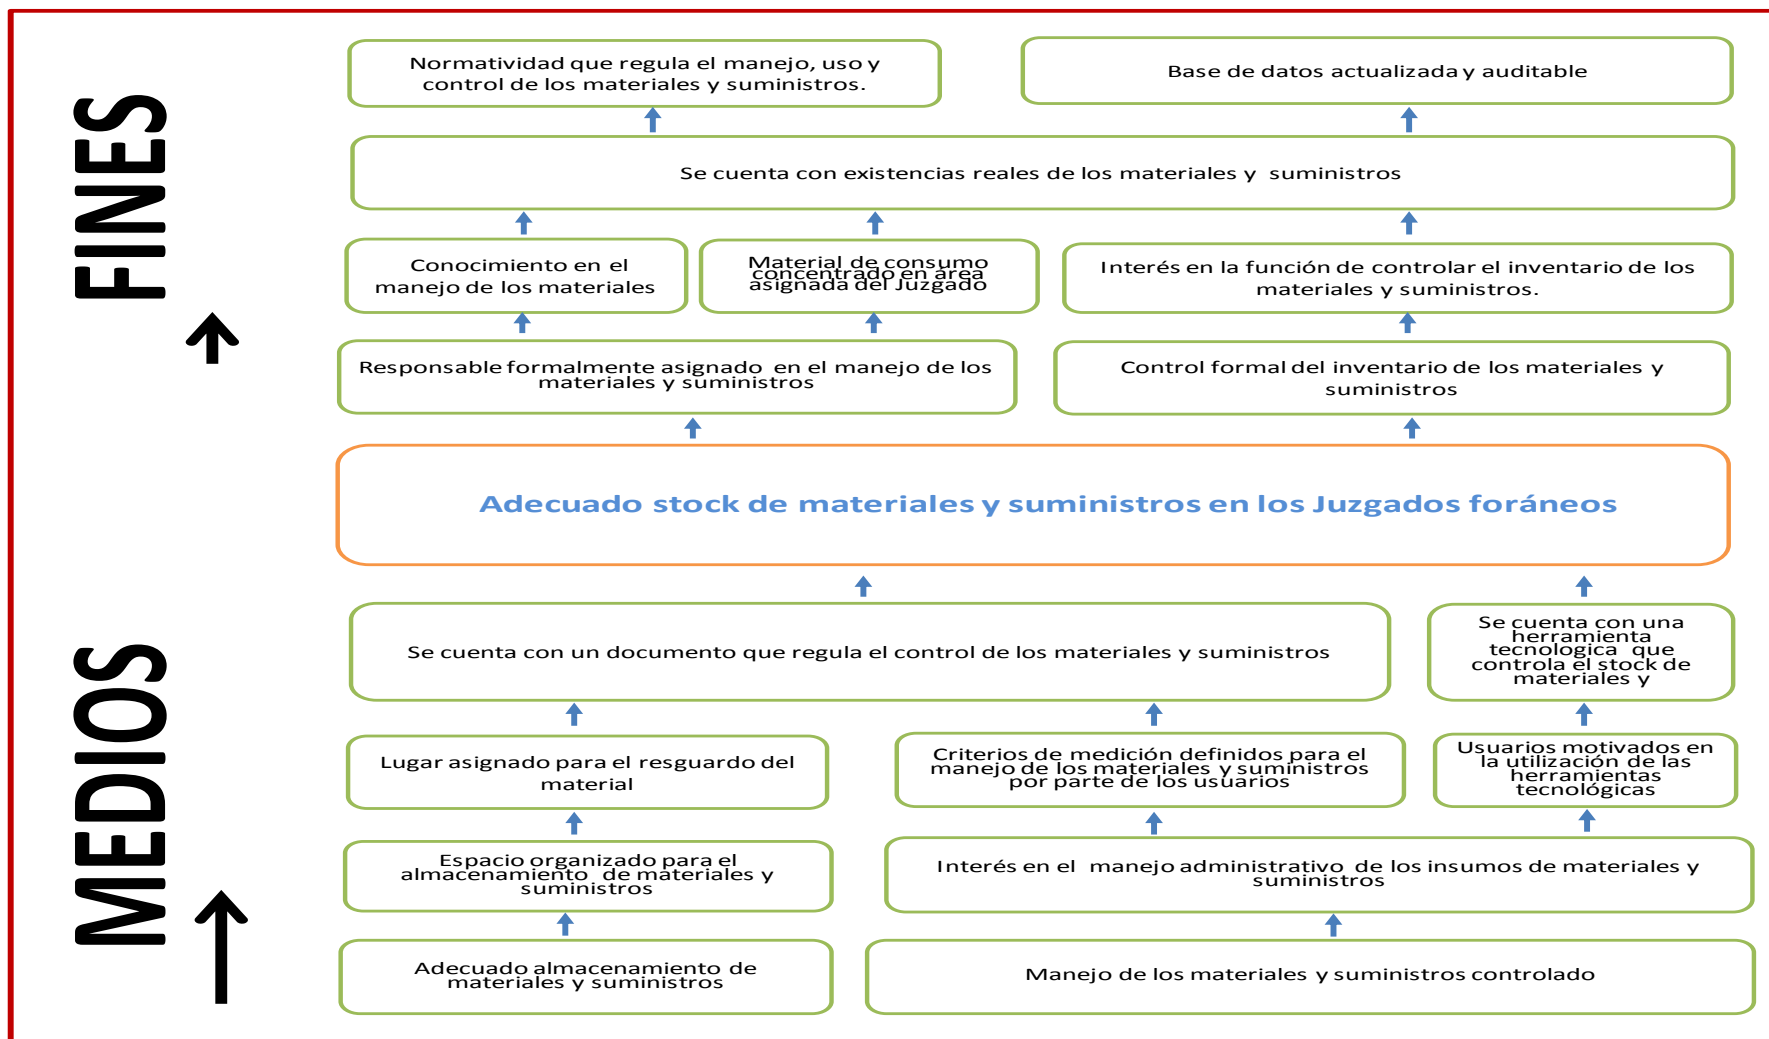 FINES
Normatividad que regula el manejo, uso y
control de los materiales y suministros.
Base de datos actualizada y auditable
Se cuenta con existencias reales de los materiales y suministros
Conocimiento en el
manejo de los materiales
Material de consumo
concentrado en área
asignada del Juzgado
Interés en la función de controlar el inventario de los
materiales y suministros.
Responsable formalmente asignado en el manejo de los
materiales y suministros
Control formal del inventario de los materiales y
suministros
Adecuado stock de materiales y suministros en los Juzgados foráneos
MEDIOS
Se cuenta con un documento que regula el control de los materiales y suministros
Se cuenta con una
herramienta
tecnologica que
controla el stock de
materiales y
Lugar asignado para el resguardo del
material
Criterios de medición definidos para el
manejo de los materiales y suministros
por parte de los usuarios
Usuarios motivados en
la utilización de las
herramientas
tecnológicas
Espacio organizado para el
almacenamiento de materiales y
suministros
Interés en el manejo administrativo de los insumos de materiales y
suministros
Adecuado almacenamiento de
materiales y suministros
Manejo de los materiales y suministros controlado